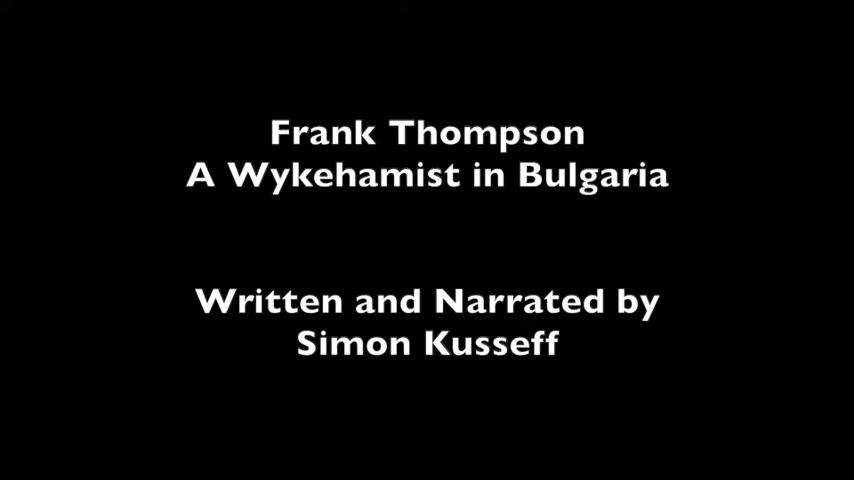 Frank Thompson
A Wykehamist in Bulgaria
Written and Narrated by
Simon Kusseff